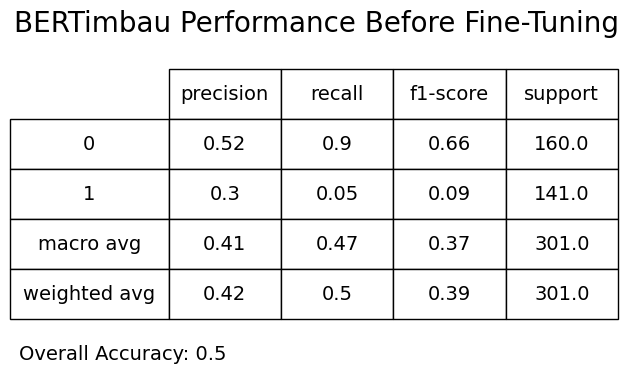 BERTimbau Performance Before Fine-Tuning
precision recall f1-score support
0 0.52 0.9 0.66 160.0
1 0.3 0.05 0.09 141.0
macro avg 0.41 0.47 0.37 301.0
weighted avg 0.42 0.5 0.39 301.0
Overall Accuracy: 0.5